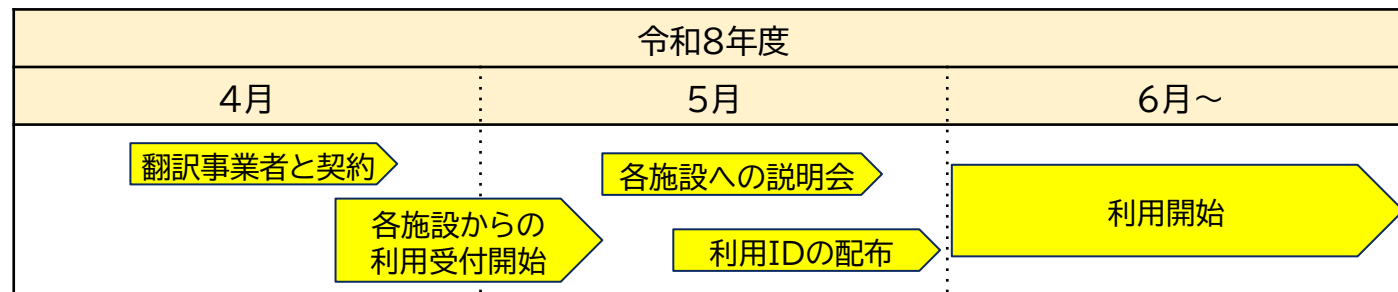 令和8年度
4月
5月
6月～
翻訳事業者と契約
各施設からの
利用受付開始
各施設への説明会
利用IDの配布
利用開始